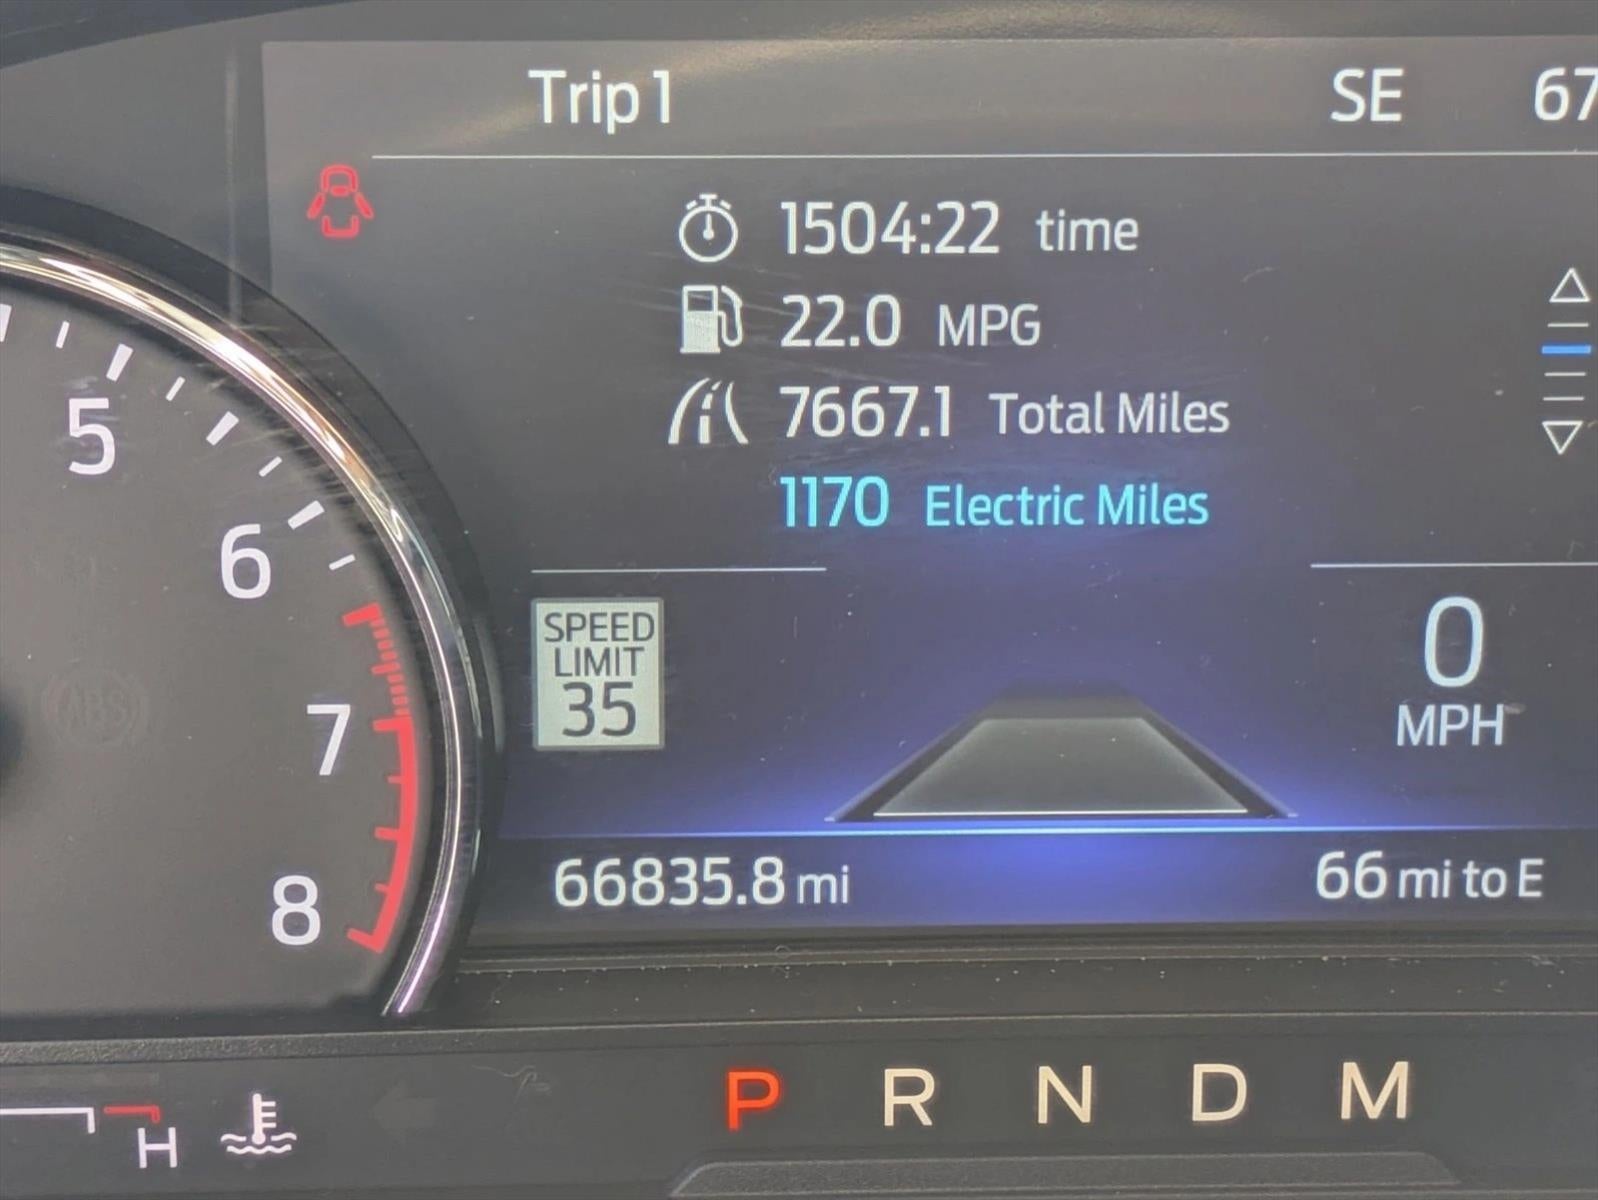 Trip 1 SE 67
1504:22 time
22.0 MPG
7667.1 Total Miles
1170 Electric Miles
5
6
7
8
SPEED
LIMIT
35
0
MPH
ABS
66835.8 mi 66 mi to E
P R N D M
H